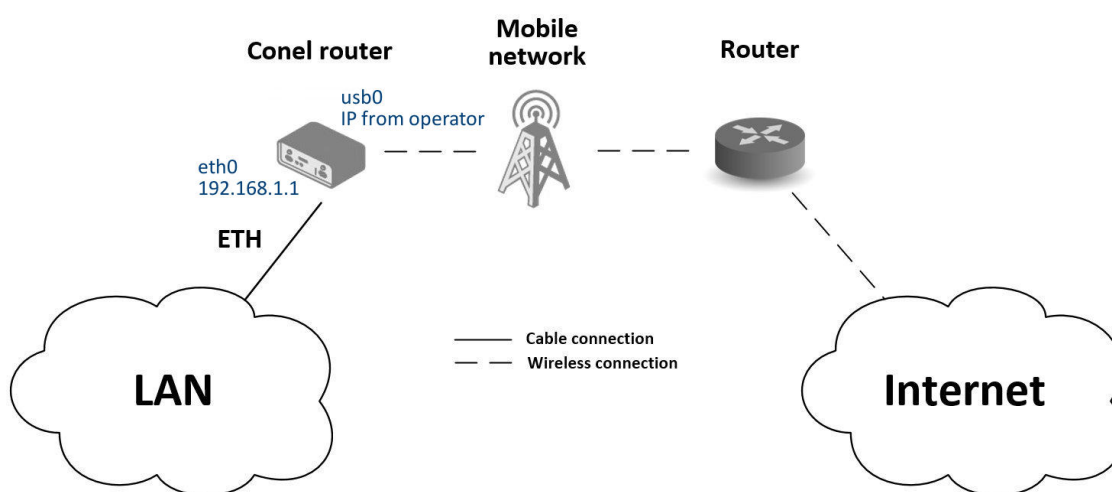 Conel router
Mobile
network
Router
usb0
IP from operator
eth0
192.168.1.1
ETH
Cable connection
Wireless connection
LAN
Internet